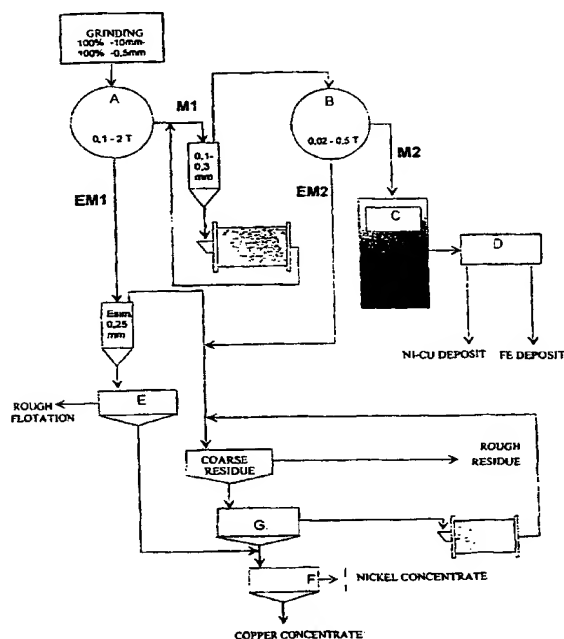 GRINDING
100% -10mm-
+00% -0.5mm
A
0,1 - 2 T
M1
B
0.02 - 0.5 T
0,1-
0,3
mm
M2
EM1
EM2
C
D
NI-CU DEPOSIT
FE DEPOSIT
Esim.
0,25
mm
E
ROUGH
FLOTATION
COARSE
RESIDUE
ROUGH
RESIDUE
G.
F
NICKEL CONCENTRATE
COPPER CONCENTRATE